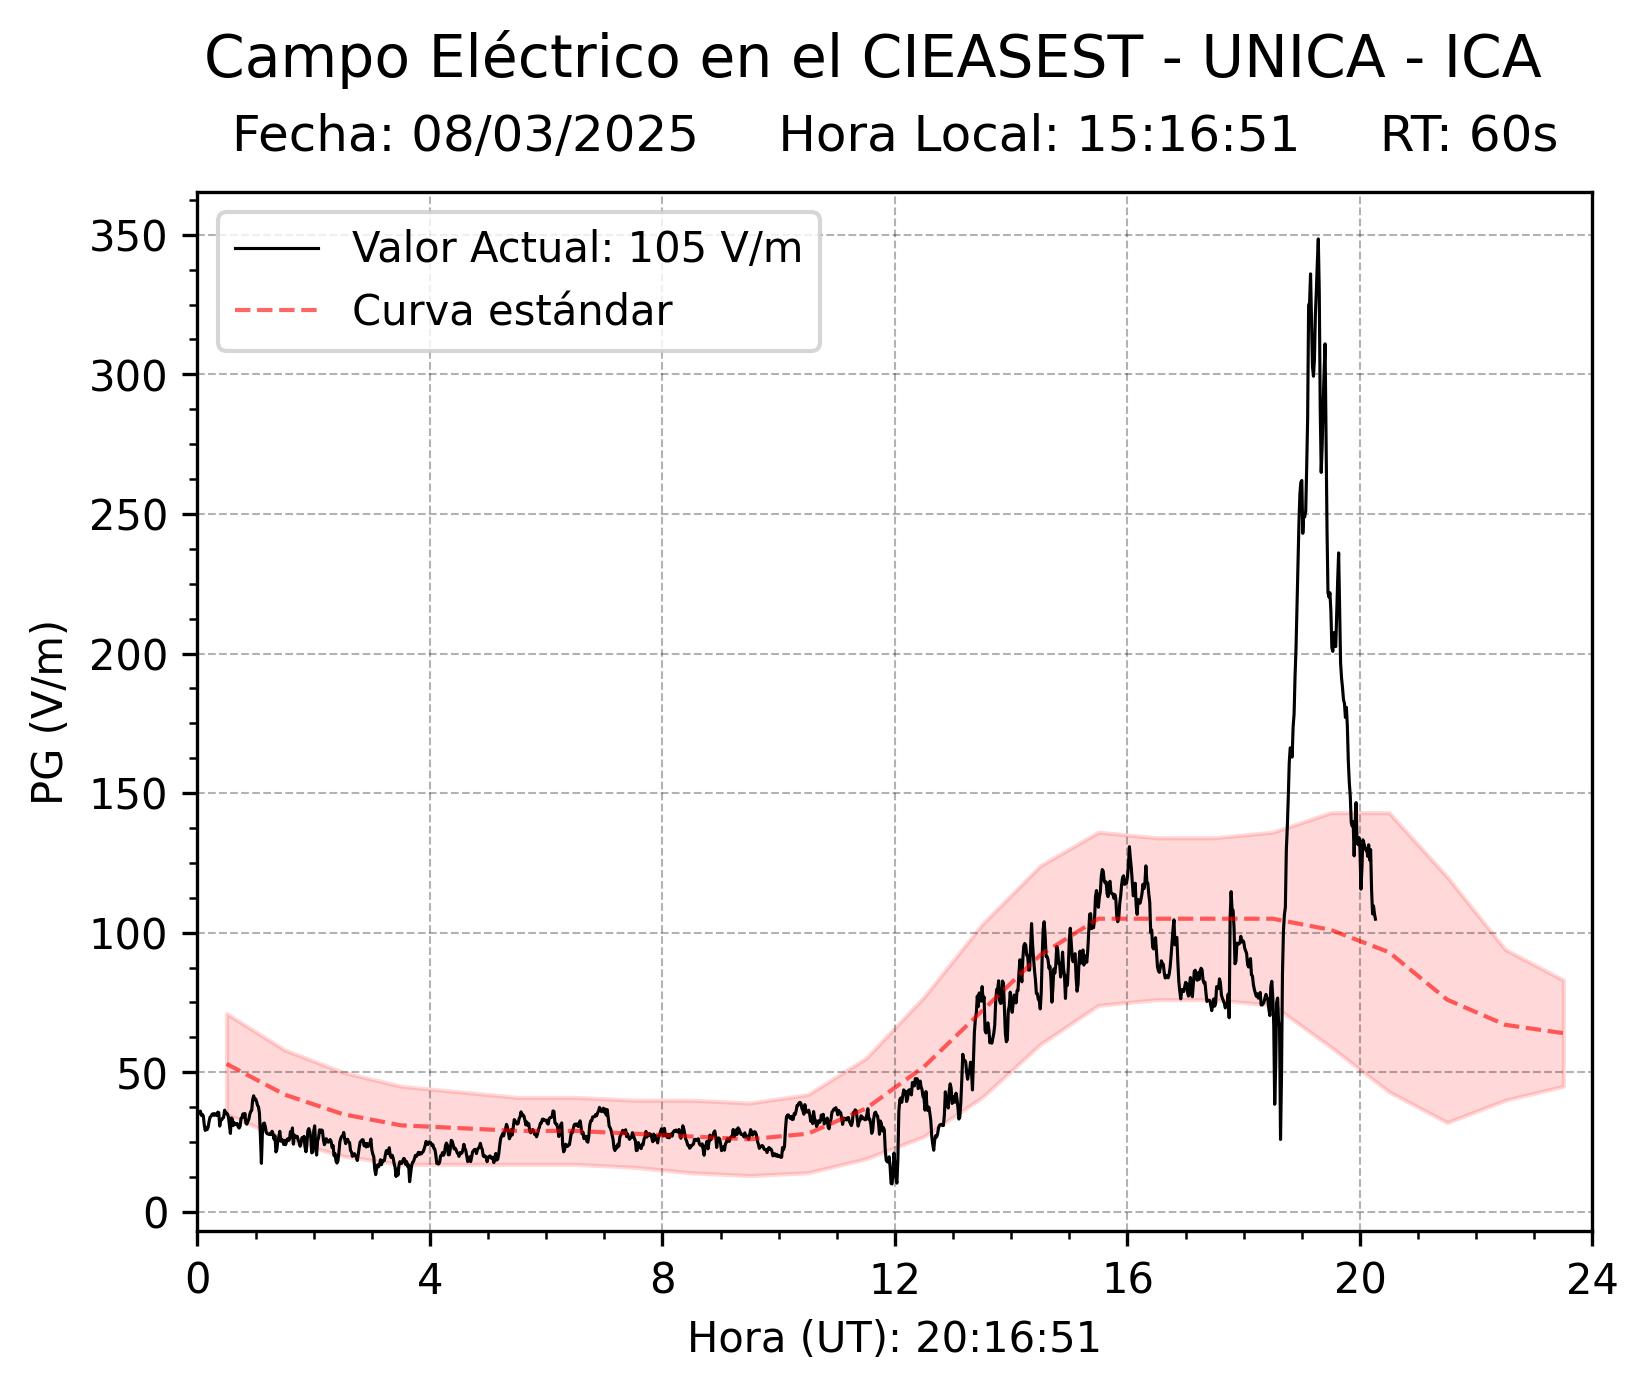 Campo Eléctrico en el CIEASEST - UNICA - ICA
Fecha: 08/03/2025 Hora Local: 15:16:51 RT: 60s
Valor Actual: 105 V/m
Curva estándar
PG (V/m)
350
300
250
200
150
100
50
0
0 4 8 12 16 20 24
Hora (UT): 20:16:51